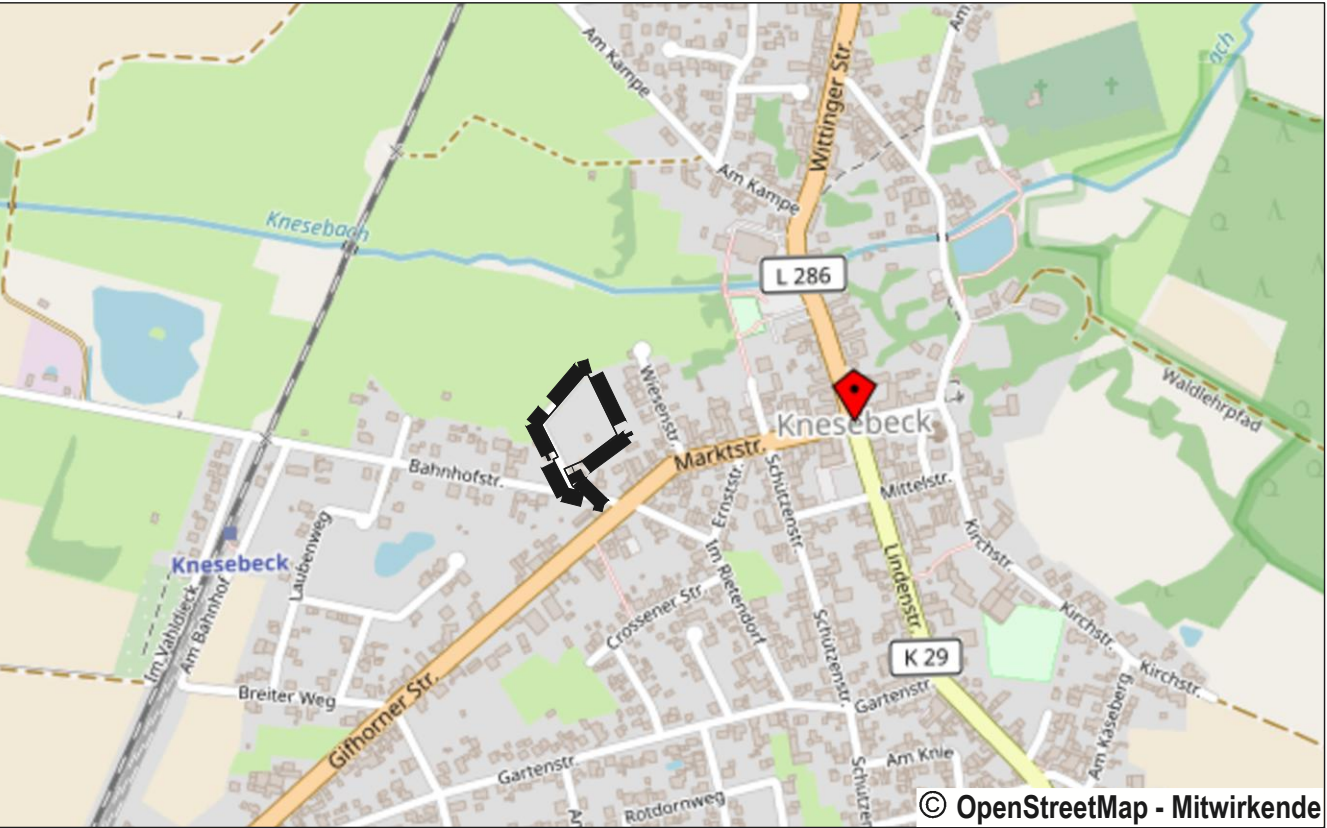 Am Kampe
Wittinger Str.
Am
ach
Am Kampe
Knesebach
L 286
Waldlehrpfad
Wiesenstr.
Knesebeck
Marktstr.
Bahnhofstr.
Ernststr.
Schützenstr.
Mittelstr.
Laubenweg
Knesebeck
Im Vahldieck
Am Bahnhof
Im Rietendorf
Lindenstr.
Kirchstr.
Crossener Str.
Kirchstr.
Schützenstr.
K 29
Kirchstr.
Breiter Weg
Gartenstr.
Gifhorner Str.
Am Käseberg
Am Knie
Gartenstr.
Schützen
Rotdornweg
© OpenStreetMap - Mitwirkende